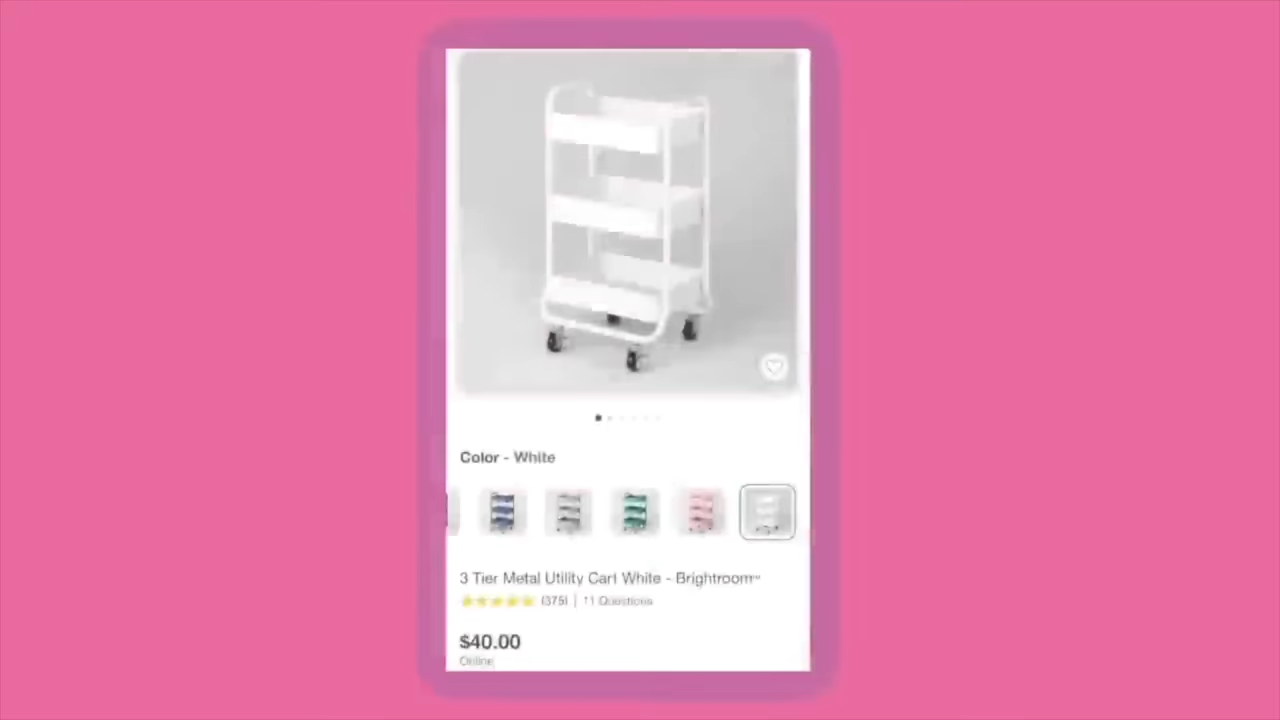 Color - White
3 Tier Metal Utility Cart White - Brightroom™
(375) | 11 Questions
$40.00
Online